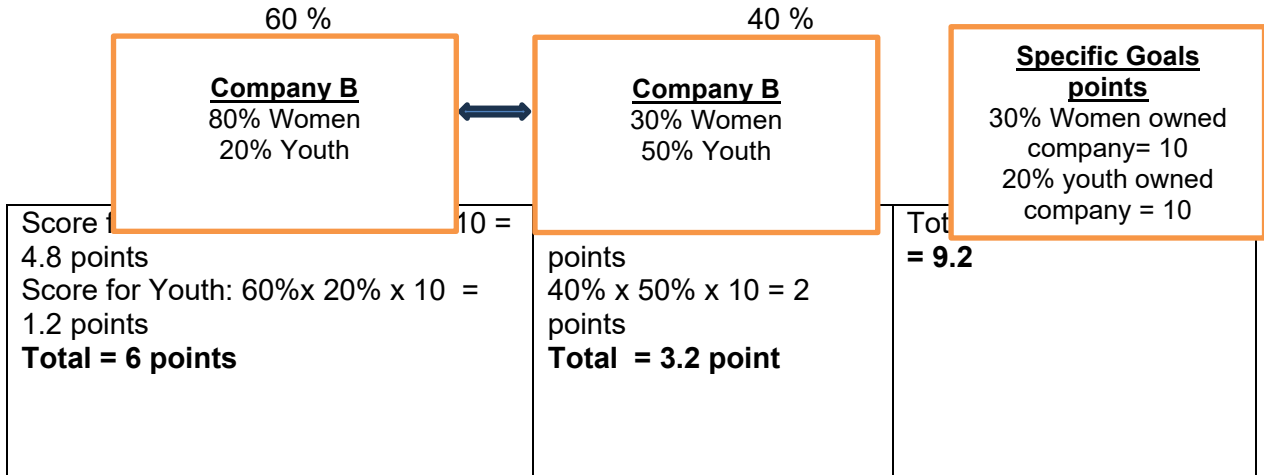 60 %
40 %
Company B
80% Women
20% Youth
Company B
30% Women
50% Youth
Specific Goals
points
30% Women owned
company= 10
20% youth owned
company = 10
Score 10 =
4.8 points
Score for Youth: 60%x 20% x 10 =
1.2 points
Total = 6 points
points
40% x 50% x 10 = 2
points
Total = 3.2 point
= 9.2